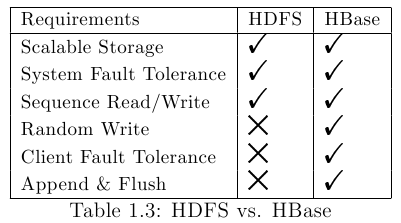 Requirements HDFS HBase
Scalable Storage ✓ ✓
System Fault Tolerance ✓ ✓
Sequence Read/Write ✓ ✓
Random Write ✗ ✓
Client Fault Tolerance ✗ ✓
Append & Flush ✗ ✓
Table 1.3: HDFS vs. HBase